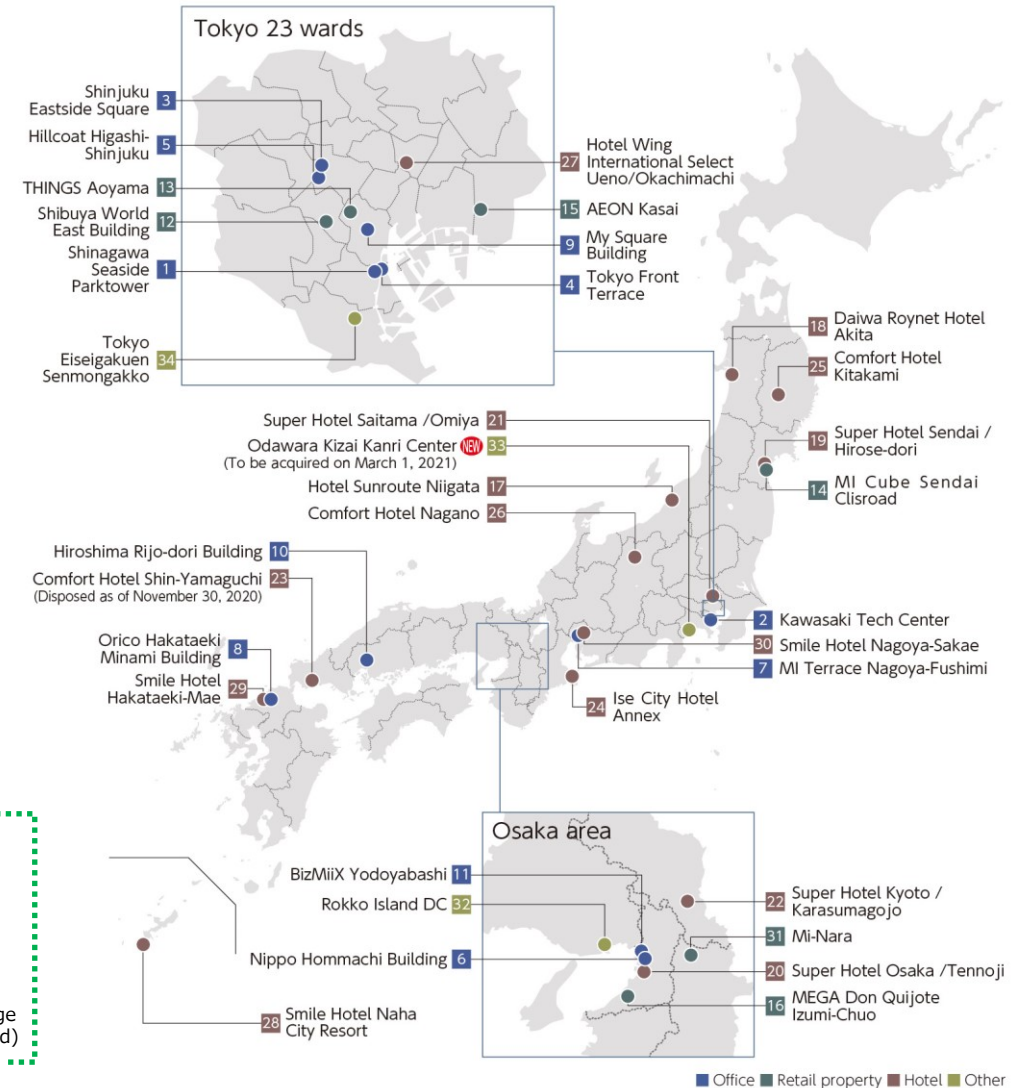 Tokyo 23 wards
Shinjuku
Eastside Square
3
Hillcoat Higashi-
Shinjuku
5
THINGS Aoyama
13
Shibuya World
East Building
12
Shinagawa
Seaside
Parktower
1
Tokyo
Eiseigakuen
Senmongakko
34
27
Hotel Wing
International Select
Ueno/Okachimachi
15 AEON Kasai
9
My Square
Building
4
Tokyo Front
Terrace
18
Daiwa Roynet Hotel
Akita
25
Comfort Hotel
Kitakami
19
Super Hotel Sendai /
Hirose-dori
14
MI Cube Sendai
Clisroad
Super Hotel Saitama /Omiya 21
Odawara Kizai Kanri Center NEW 33
(To be acquired on March 1, 2021)
Hotel Sunroute Niigata 17
Comfort Hotel Nagano 26
Hiroshima Rijo-dori Building 10
Comfort Hotel Shin-Yamaguchi 23
(Disposed as of November 30, 2020)
Orico Hakataeki
Minami Building
8
Smile Hotel
Hakataeki-Mae
29
2 Kawasaki Tech Center
30 Smile Hotel Nagoya-Sakae
7 MI Terrace Nagoya-Fushimi
24
Ise City Hotel
Annex
Osaka area
BizMiiX Yodoyabashi 11
Rokko Island DC 32
Nippo Hommachi Building 6
22
Super Hotel Kyoto /
Karasumagojo
31 Mi-Nara
20 Super Hotel Osaka /Tennoji
16
MEGA Don Quijote
Izumi-Chuo
28
Smile Hotel Naha
City Resort
Office Retail property Hotel Other